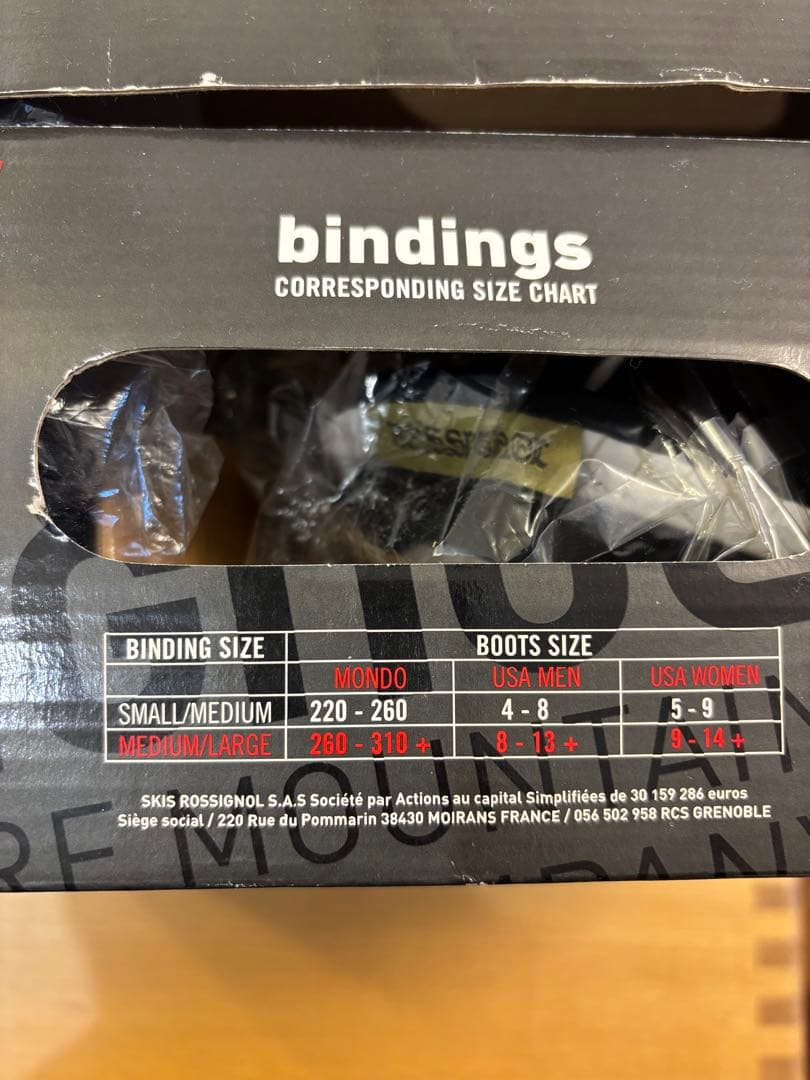 bindings
CORRESPONDING SIZE CHART
BINDING SIZE BOOTS SIZE
MONDO USA MEN USA WOMEN
SMALL/MEDIUM 220 - 260 4 - 8 5 - 9
MEDIUM/LARGE 260 - 310 + 8 - 13 + 9 - 14 +
SKIS ROSSIGNOL S.A.S Société par Actions au capital Simplifiées de 30 159 286 euros
Siège social / 220 Rue du Pommarin 38430 MOIRANS FRANCE / 056 502 958 RCS GRENOBLE
RE MOUNTAIN